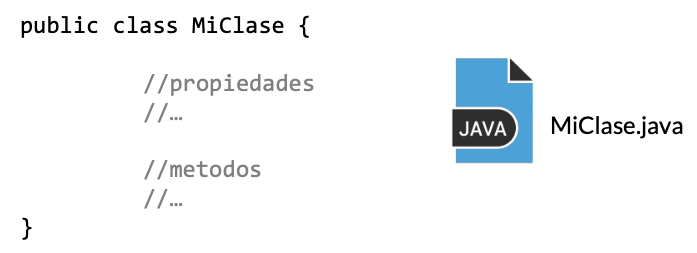 public class MiClase {
//propiedades
//…
//metodos
//…
}
JAVA
MiClase.java